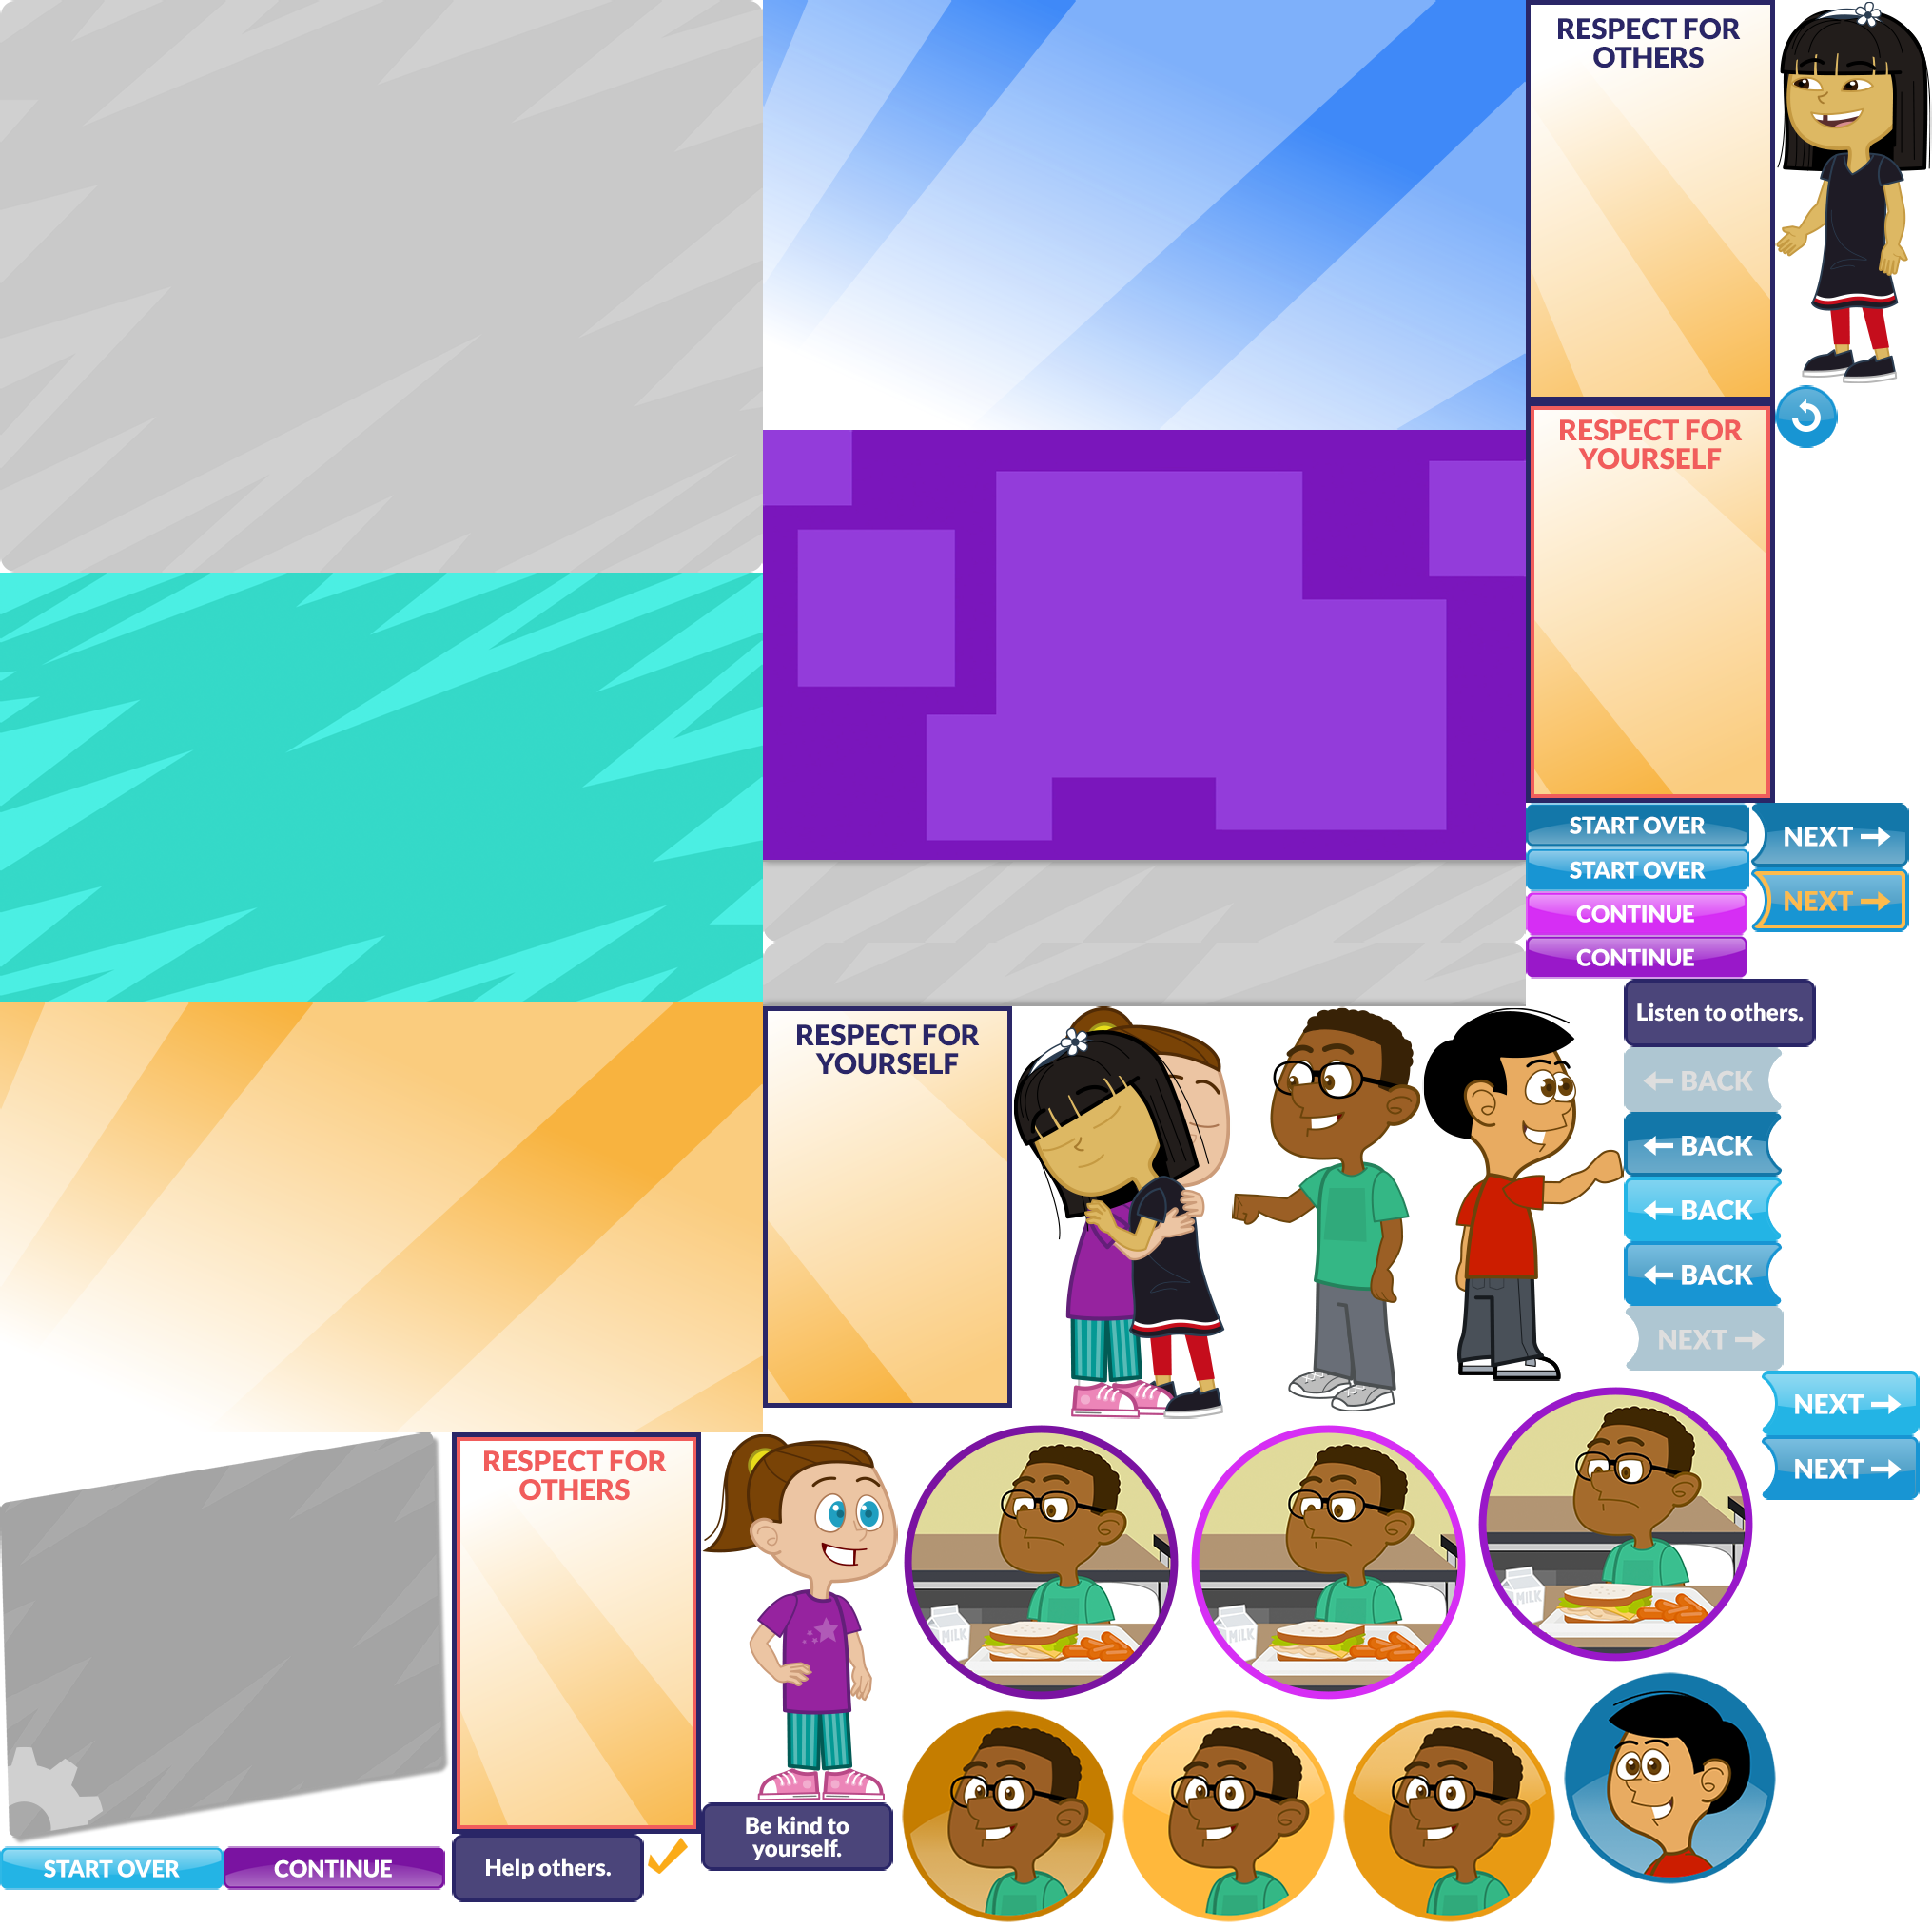 RESPECT FOR
OTHERS
RESPECT FOR
YOURSELF
START OVER
NEXT
START OVER
NEXT
CONTINUE
CONTINUE
Listen to others.
RESPECT FOR
YOURSELF
BACK
BACK
BACK
BACK
NEXT
NEXT
NEXT
RESPECT FOR
OTHERS
MILK
MILK
MILK
Be kind to
yourself.
START OVER
CONTINUE
Help others.